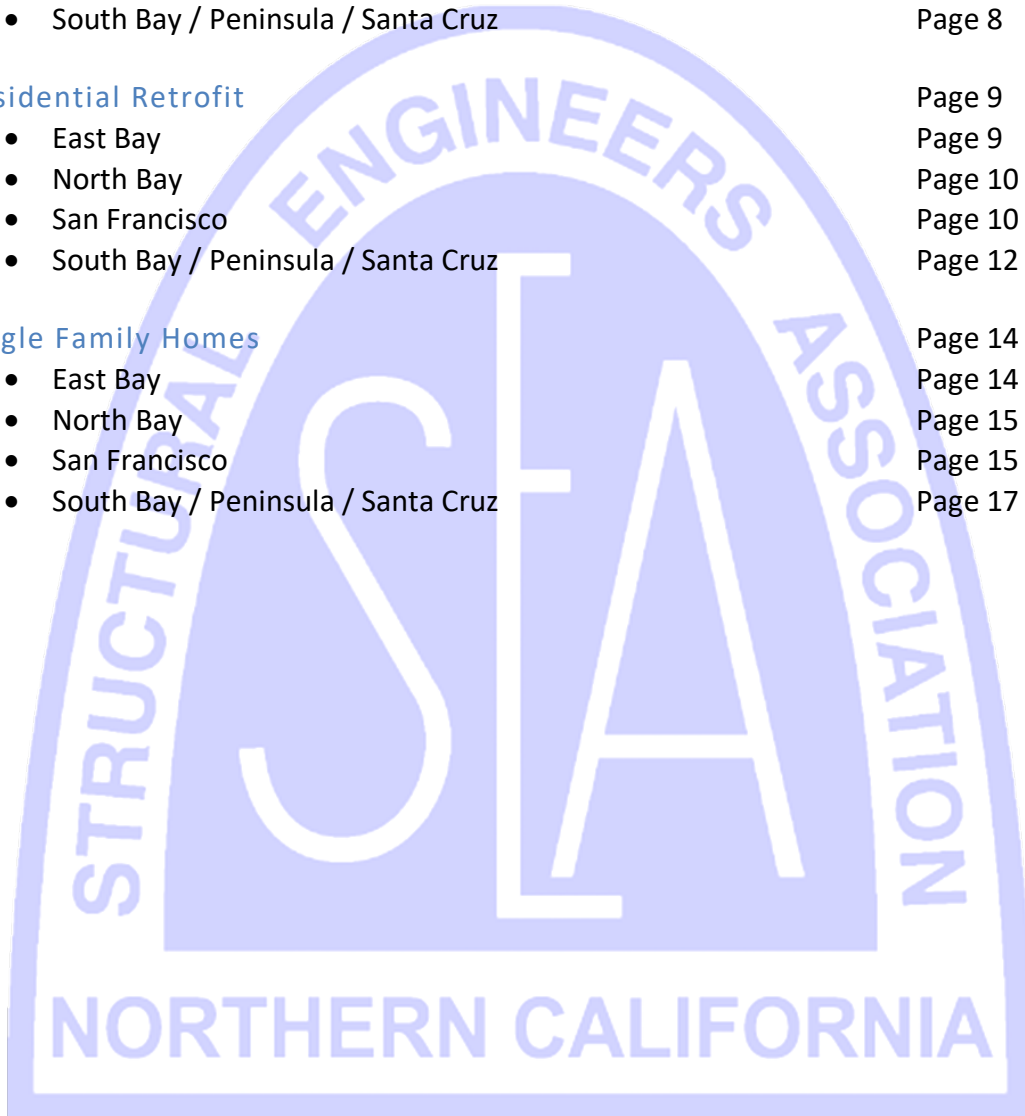 • South Bay / Peninsula / Santa Cruz Page 8
sidential Retrofit Page 9
• East Bay Page 9
• North Bay Page 10
• San Francisco Page 10
• South Bay / Peninsula / Santa Cruz Page 12
gle Family Homes Page 14
• East Bay Page 14
• North Bay Page 15
• San Francisco Page 15
• South Bay / Peninsula / Santa Cruz Page 17
STRUCTURAL ENGINEERS ASSOCIATION
SEA
NORTHERN CALIFORNIA